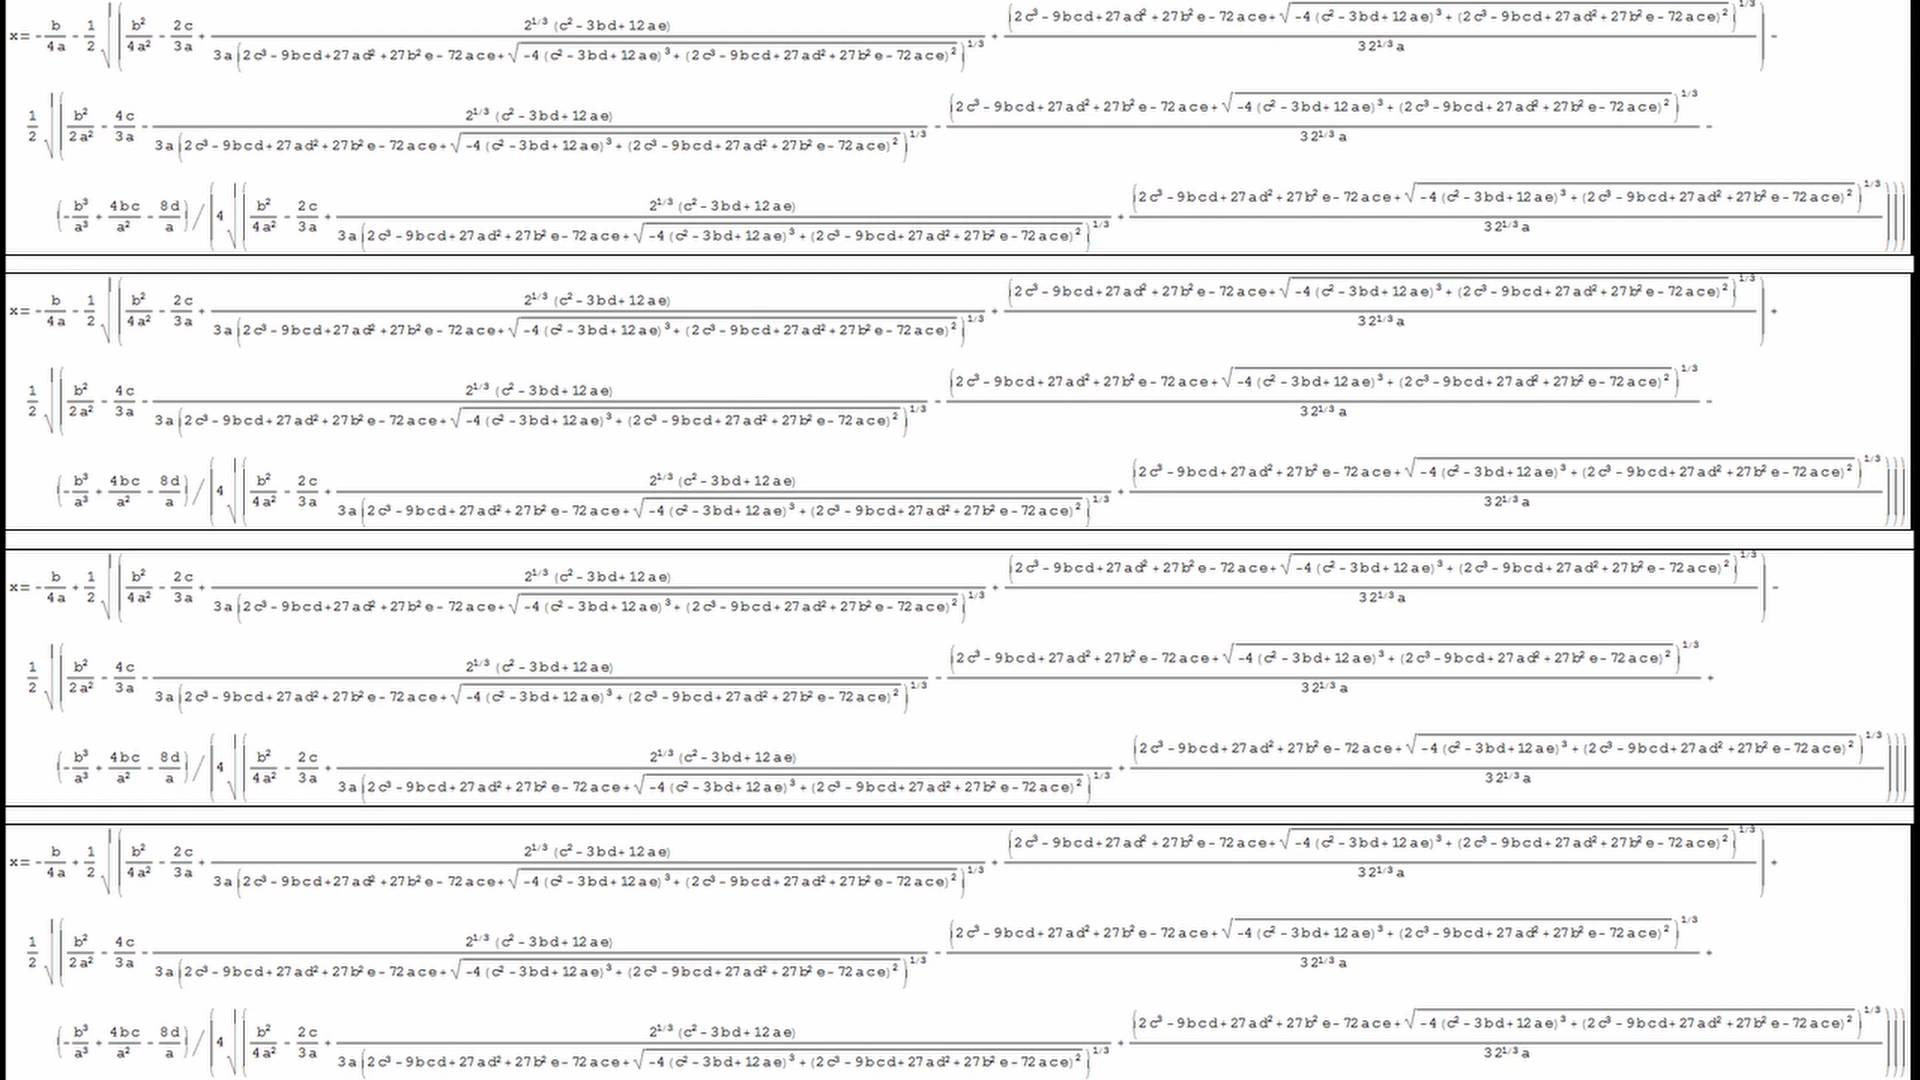 x = - b/4a - 1/2 √(b²/4a² - 2c/3a + 2^1/3 (c² - 3bd + 12ae) / 3a (2c³ - 9bcd + 27ad² + 27b²e - 72ace + √-4 (c² - 3bd + 12ae)³ + (2c³ - 9bcd + 27ad² + 27b²e - 72ace)²)^1/3 + (2c³ - 9bcd + 27ad² + 27b²e - 72ace + √-4 (c² - 3bd + 12ae)³ + (2c³ - 9bcd + 27ad² + 27b²e - 72ace)²)^1/3 / 3 2^1/3 a) -
1/2 √(b²/2a² - 4c/3a - 2^1/3 (c² - 3bd + 12ae) / 3a (2c³ - 9bcd + 27ad² + 27b²e - 72ace + √-4 (c² - 3bd + 12ae)³ + (2c³ - 9bcd + 27ad² + 27b²e - 72ace)²)^1/3 - (2c³ - 9bcd + 27ad² + 27b²e - 72ace + √-4 (c² - 3bd + 12ae)³ + (2c³ - 9bcd + 27ad² + 27b²e - 72ace)²)^1/3 / 3 2^1/3 a -
(-b³/a³ + 4bc/a² - 8d/a) / (4 √(b²/4a² - 2c/3a + 2^1/3 (c² - 3bd + 12ae) / 3a (2c³ - 9bcd + 27ad² + 27b²e - 72ace + √-4 (c² - 3bd + 12ae)³ + (2c³ - 9bcd + 27ad² + 27b²e - 72ace)²)^1/3 + (2c³ - 9bcd + 27ad² + 27b²e - 72ace + √-4 (c² - 3bd + 12ae)³ + (2c³ - 9bcd + 27ad² + 27b²e - 72ace)²)^1/3 / 3 2^1/3 a)))
x = - b/4a - 1/2 √(b²/4a² - 2c/3a + 2^1/3 (c² - 3bd + 12ae) / 3a (2c³ - 9bcd + 27ad² + 27b²e - 72ace + √-4 (c² - 3bd + 12ae)³ + (2c³ - 9bcd + 27ad² + 27b²e - 72ace)²)^1/3 + (2c³ - 9bcd + 27ad² + 27b²e - 72ace + √-4 (c² - 3bd + 12ae)³ + (2c³ - 9bcd + 27ad² + 27b²e - 72ace)²)^1/3 / 3 2^1/3 a) +
1/2 √(b²/2a² - 4c/3a - 2^1/3 (c² - 3bd + 12ae) / 3a (2c³ - 9bcd + 27ad² + 27b²e - 72ace + √-4 (c² - 3bd + 12ae)³ + (2c³ - 9bcd + 27ad² + 27b²e - 72ace)²)^1/3 - (2c³ - 9bcd + 27ad² + 27b²e - 72ace + √-4 (c² - 3bd + 12ae)³ + (2c³ - 9bcd + 27ad² + 27b²e - 72ace)²)^1/3 / 3 2^1/3 a -
(-b³/a³ + 4bc/a² - 8d/a) / (4 √(b²/4a² - 2c/3a + 2^1/3 (c² - 3bd + 12ae) / 3a (2c³ - 9bcd + 27ad² + 27b²e - 72ace + √-4 (c² - 3bd + 12ae)³ + (2c³ - 9bcd + 27ad² + 27b²e - 72ace)²)^1/3 + (2c³ - 9bcd + 27ad² + 27b²e - 72ace + √-4 (c² - 3bd + 12ae)³ + (2c³ - 9bcd + 27ad² + 27b²e - 72ace)²)^1/3 / 3 2^1/3 a)))
x = - b/4a + 1/2 √(b²/4a² - 2c/3a + 2^1/3 (c² - 3bd + 12ae) / 3a (2c³ - 9bcd + 27ad² + 27b²e - 72ace + √-4 (c² - 3bd + 12ae)³ + (2c³ - 9bcd + 27ad² + 27b²e - 72ace)²)^1/3 + (2c³ - 9bcd + 27ad² + 27b²e - 72ace + √-4 (c² - 3bd + 12ae)³ + (2c³ - 9bcd + 27ad² + 27b²e - 72ace)²)^1/3 / 3 2^1/3 a) -
1/2 √(b²/2a² - 4c/3a - 2^1/3 (c² - 3bd + 12ae) / 3a (2c³ - 9bcd + 27ad² + 27b²e - 72ace + √-4 (c² - 3bd + 12ae)³ + (2c³ - 9bcd + 27ad² + 27b²e - 72ace)²)^1/3 - (2c³ - 9bcd + 27ad² + 27b²e - 72ace + √-4 (c² - 3bd + 12ae)³ + (2c³ - 9bcd + 27ad² + 27b²e - 72ace)²)^1/3 / 3 2^1/3 a +
(-b³/a³ + 4bc/a² - 8d/a) / (4 √(b²/4a² - 2c/3a + 2^1/3 (c² - 3bd + 12ae) / 3a (2c³ - 9bcd + 27ad² + 27b²e - 72ace + √-4 (c² - 3bd + 12ae)³ + (2c³ - 9bcd + 27ad² + 27b²e - 72ace)²)^1/3 + (2c³ - 9bcd + 27ad² + 27b²e - 72ace + √-4 (c² - 3bd + 12ae)³ + (2c³ - 9bcd + 27ad² + 27b²e - 72ace)²)^1/3 / 3 2^1/3 a)))
x = - b/4a + 1/2 √(b²/4a² - 2c/3a + 2^1/3 (c² - 3bd + 12ae) / 3a (2c³ - 9bcd + 27ad² + 27b²e - 72ace + √-4 (c² - 3bd + 12ae)³ + (2c³ - 9bcd + 27ad² + 27b²e - 72ace)²)^1/3 + (2c³ - 9bcd + 27ad² + 27b²e - 72ace + √-4 (c² - 3bd + 12ae)³ + (2c³ - 9bcd + 27ad² + 27b²e - 72ace)²)^1/3 / 3 2^1/3 a) +
1/2 √(b²/2a² - 4c/3a - 2^1/3 (c² - 3bd + 12ae) / 3a (2c³ - 9bcd + 27ad² + 27b²e - 72ace + √-4 (c² - 3bd + 12ae)³ + (2c³ - 9bcd + 27ad² + 27b²e - 72ace)²)^1/3 - (2c³ - 9bcd + 27ad² + 27b²e - 72ace + √-4 (c² - 3bd + 12ae)³ + (2c³ - 9bcd + 27ad² + 27b²e - 72ace)²)^1/3 / 3 2^1/3 a +
(-b³/a³ + 4bc/a² - 8d/a) / (4 √(b²/4a² - 2c/3a + 2^1/3 (c² - 3bd + 12ae) / 3a (2c³ - 9bcd + 27ad² + 27b²e - 72ace + √-4 (c² - 3bd + 12ae)³ + (2c³ - 9bcd + 27ad² + 27b²e - 72ace)²)^1/3 + (2c³ - 9bcd + 27ad² + 27b²e - 72ace + √-4 (c² - 3bd + 12ae)³ + (2c³ - 9bcd + 27ad² + 27b²e - 72ace)²)^1/3 / 3 2^1/3 a)))